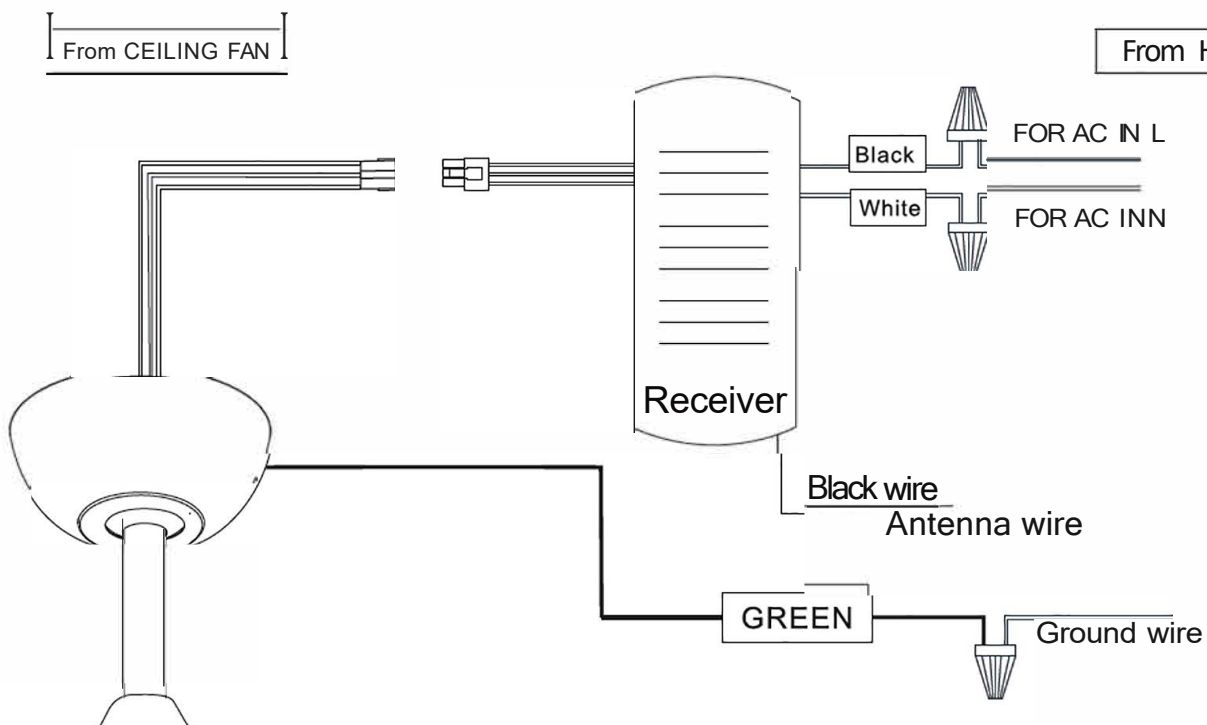 From CEILING FAN
From H
FOR AC IN L
Black
White
FOR AC IN N
Receiver
Black wire
Antenna wire
GREEN
Ground wire